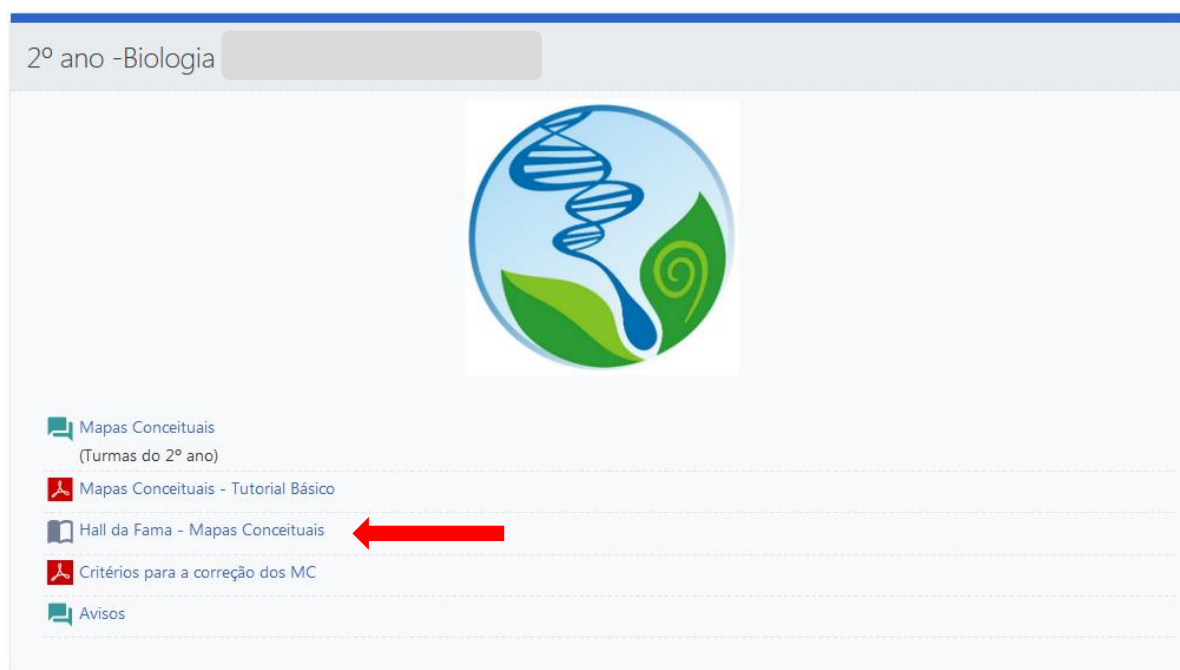 2º ano -Biologia
Mapas Conceituais
(Turmas do 2º ano)
Mapas Conceituais - Tutorial Básico
Hall da Fama - Mapas Conceituais
Critérios para a correção dos MC
Avisos